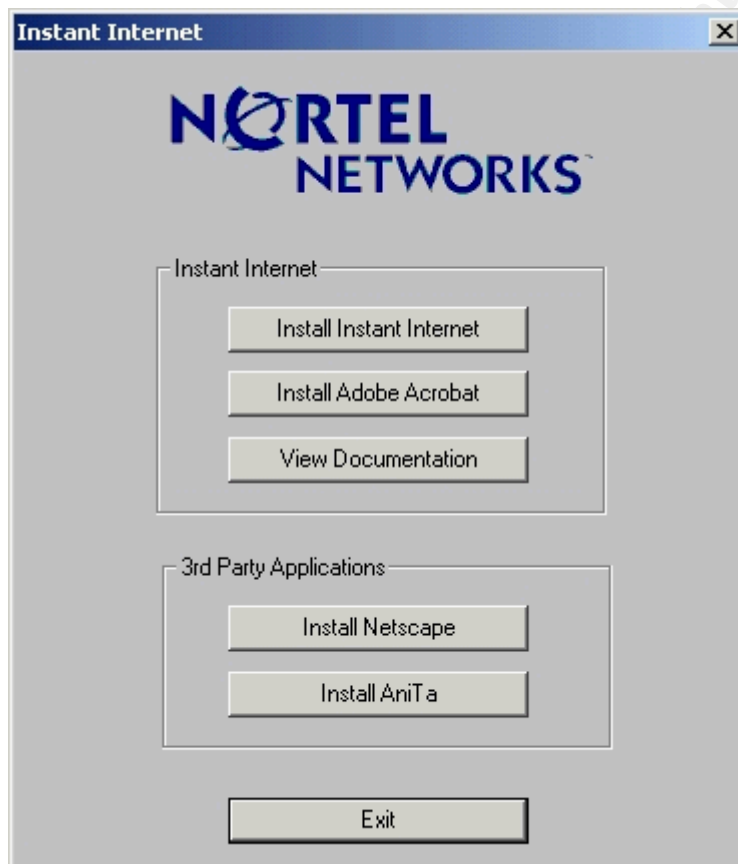 Instant Internet
NORTEL
NETWORKS
Instant Internet
Install Instant Internet
Install Adobe Acrobat
View Documentation
3rd Party Applications
Install Netscape
Install AniTa
Exit